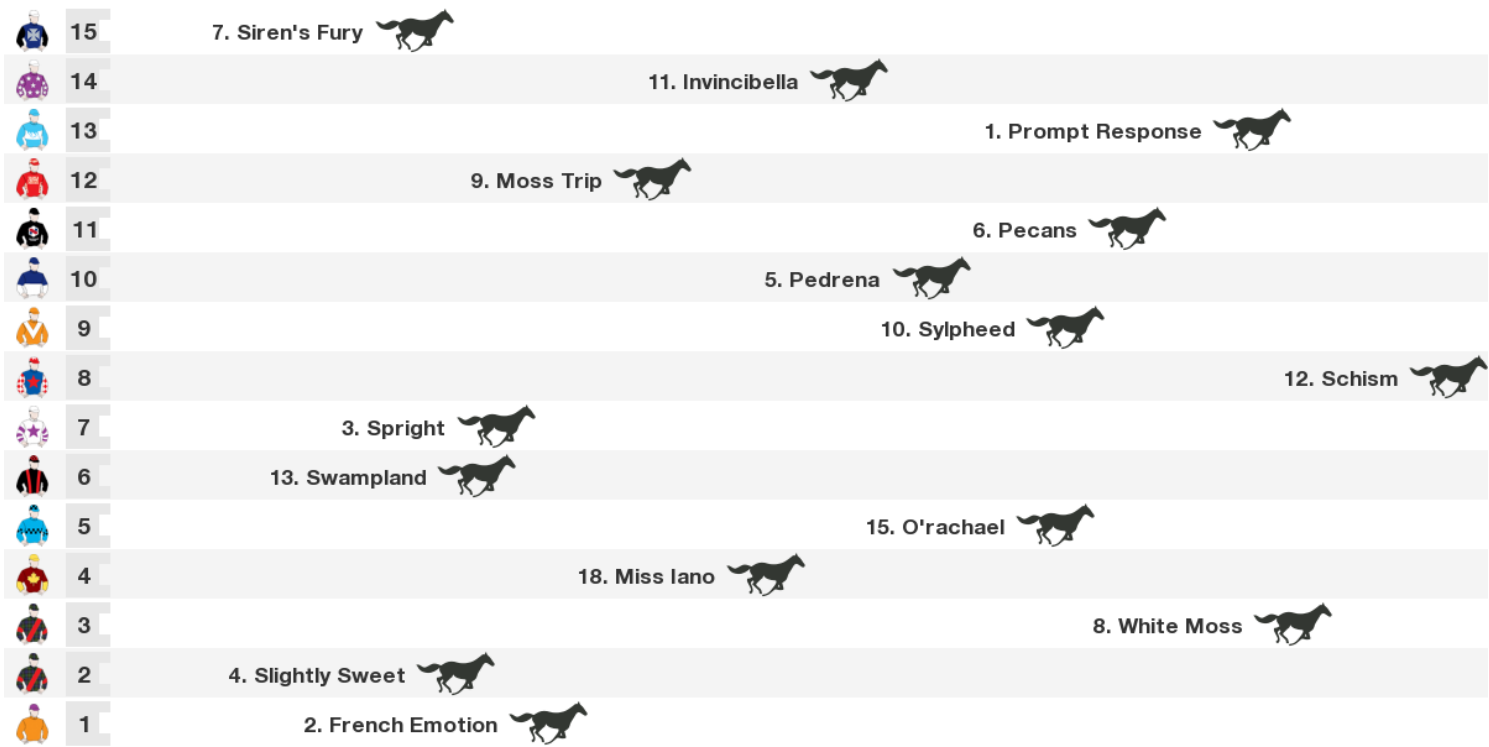 15 7. Siren's Fury
14 11. Invincibella
13 1. Prompt Response
12 9. Moss Trip
11 6. Pecans
10 5. Pedrena
9 10. Sylpheed
8 12. Schism
7 3. Spright
6 13. Swampland
5 15. O'rachael
4 18. Miss Iano
3 8. White Moss
2 4. Slightly Sweet
1 2. French Emotion